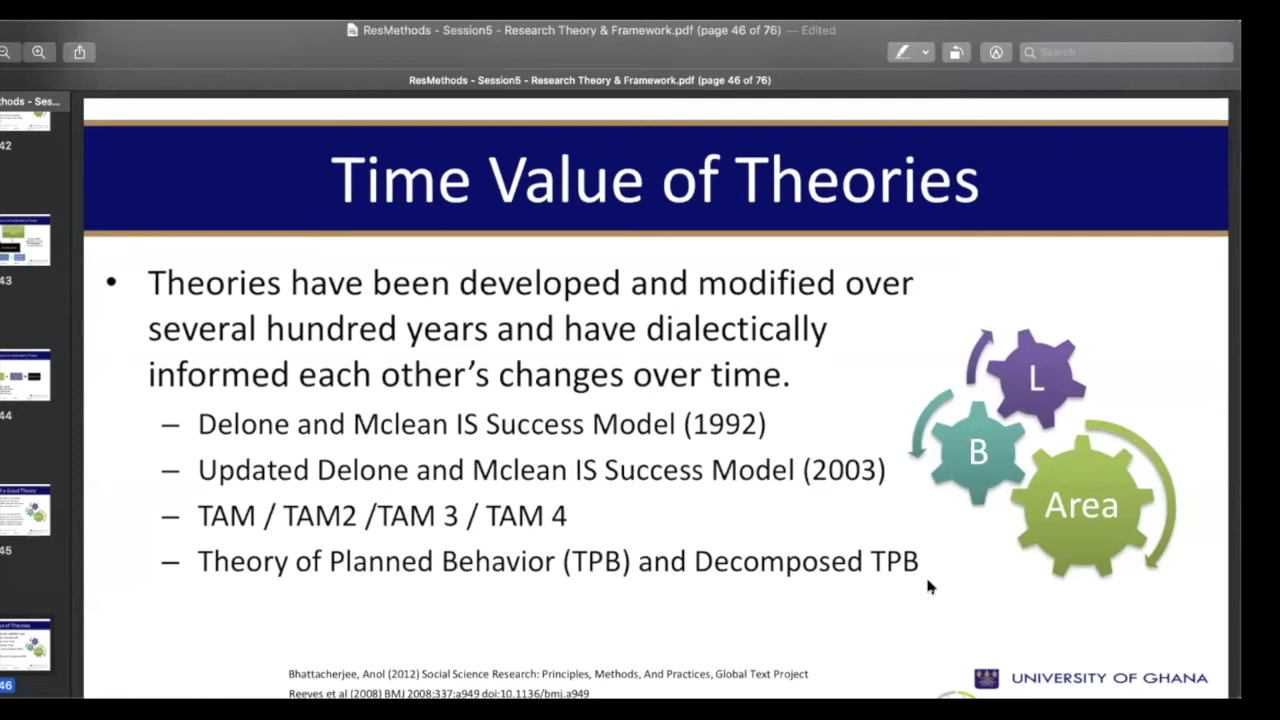 ResMethods - Session5 - Research Theory & Framework.pdf (page 46 of 76) — Edited
Search
ResMethods - Session5 - Research Theory & Framework.pdf (page 46 of 76)
thods - Ses...
42
43
44
45
46
Time Value of Theories
• Theories have been developed and modified over
several hundred years and have dialectically
informed each other’s changes over time.
– Delone and Mclean IS Success Model (1992)
– Updated Delone and Mclean IS Success Model (2003)
– TAM / TAM2 /TAM 3 / TAM 4
– Theory of Planned Behavior (TPB) and Decomposed TPB
L
B
Area
Bhattacherjee, Anol (2012) Social Science Research: Principles, Methods, And Practices, Global Text Project
Reeves et al (2008) BMJ 2008;337:a949 doi:10.1136/bmj.a949
UNIVERSITY OF GHANA